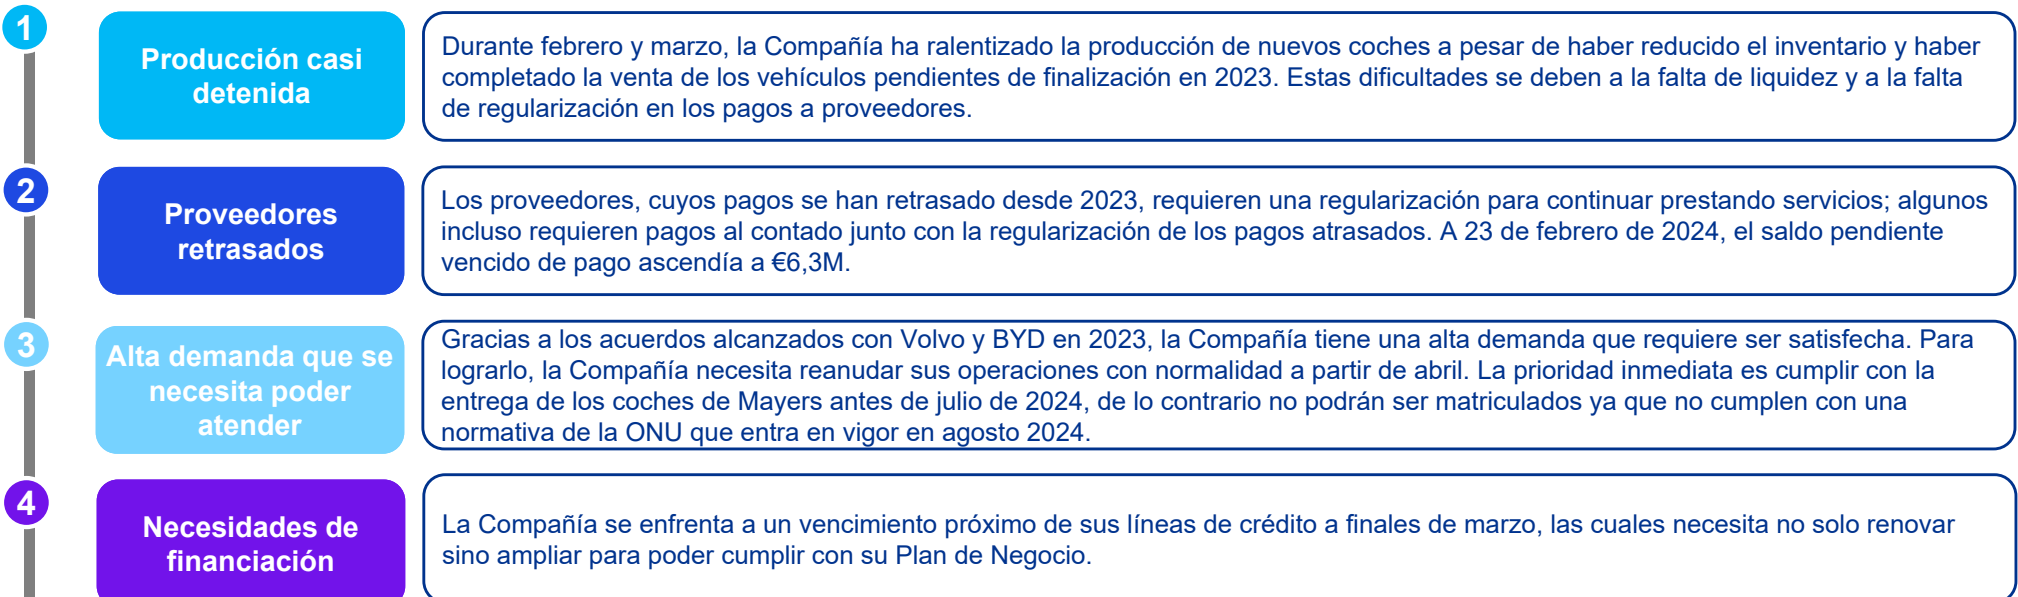 1
Producción casi
detenida
Durante febrero y marzo, la Compañía ha ralentizado la producción de nuevos coches a pesar de haber reducido el inventario y haber
completado la venta de los vehículos pendientes de finalización en 2023. Estas dificultades se deben a la falta de liquidez y a la falta
de regularización en los pagos a proveedores.
2
Proveedores
retrasados
Los proveedores, cuyos pagos se han retrasado desde 2023, requieren una regularización para continuar prestando servicios; algunos
incluso requieren pagos al contado junto con la regularización de los pagos atrasados. A 23 de febrero de 2024, el saldo pendiente
vencido de pago ascendía a €6,3M.
3
Alta demanda que se
necesita poder
atender
Gracias a los acuerdos alcanzados con Volvo y BYD en 2023, la Compañía tiene una alta demanda que requiere ser satisfecha. Para
lograrlo, la Compañía necesita reanudar sus operaciones con normalidad a partir de abril. La prioridad inmediata es cumplir con la
entrega de los coches de Mayers antes de julio de 2024, de lo contrario no podrán ser matriculados ya que no cumplen con una
normativa de la ONU que entra en vigor en agosto 2024.
4
Necesidades de
financiación
La Compañía se enfrenta a un vencimiento próximo de sus líneas de crédito a finales de marzo, las cuales necesita no solo renovar
sino ampliar para poder cumplir con su Plan de Negocio.